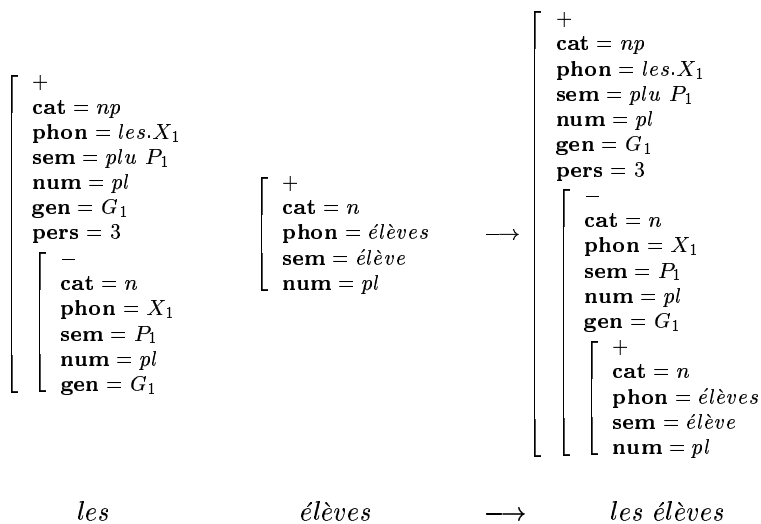 +
cat = np
phon = les.X₁
sem = plu P₁
num = pl
gen = G₁
pers = 3
−
cat = n
phon = X₁
sem = P₁
num = pl
gen = G₁
+
cat = n
phon = élèves
sem = élève
num = pl
⟶
+
cat = np
phon = les.X₁
sem = plu P₁
num = pl
gen = G₁
pers = 3
−
cat = n
phon = X₁
sem = P₁
num = pl
gen = G₁
+
cat = n
phon = élèves
sem = élève
num = pl
les élèves ⟶ les élèves